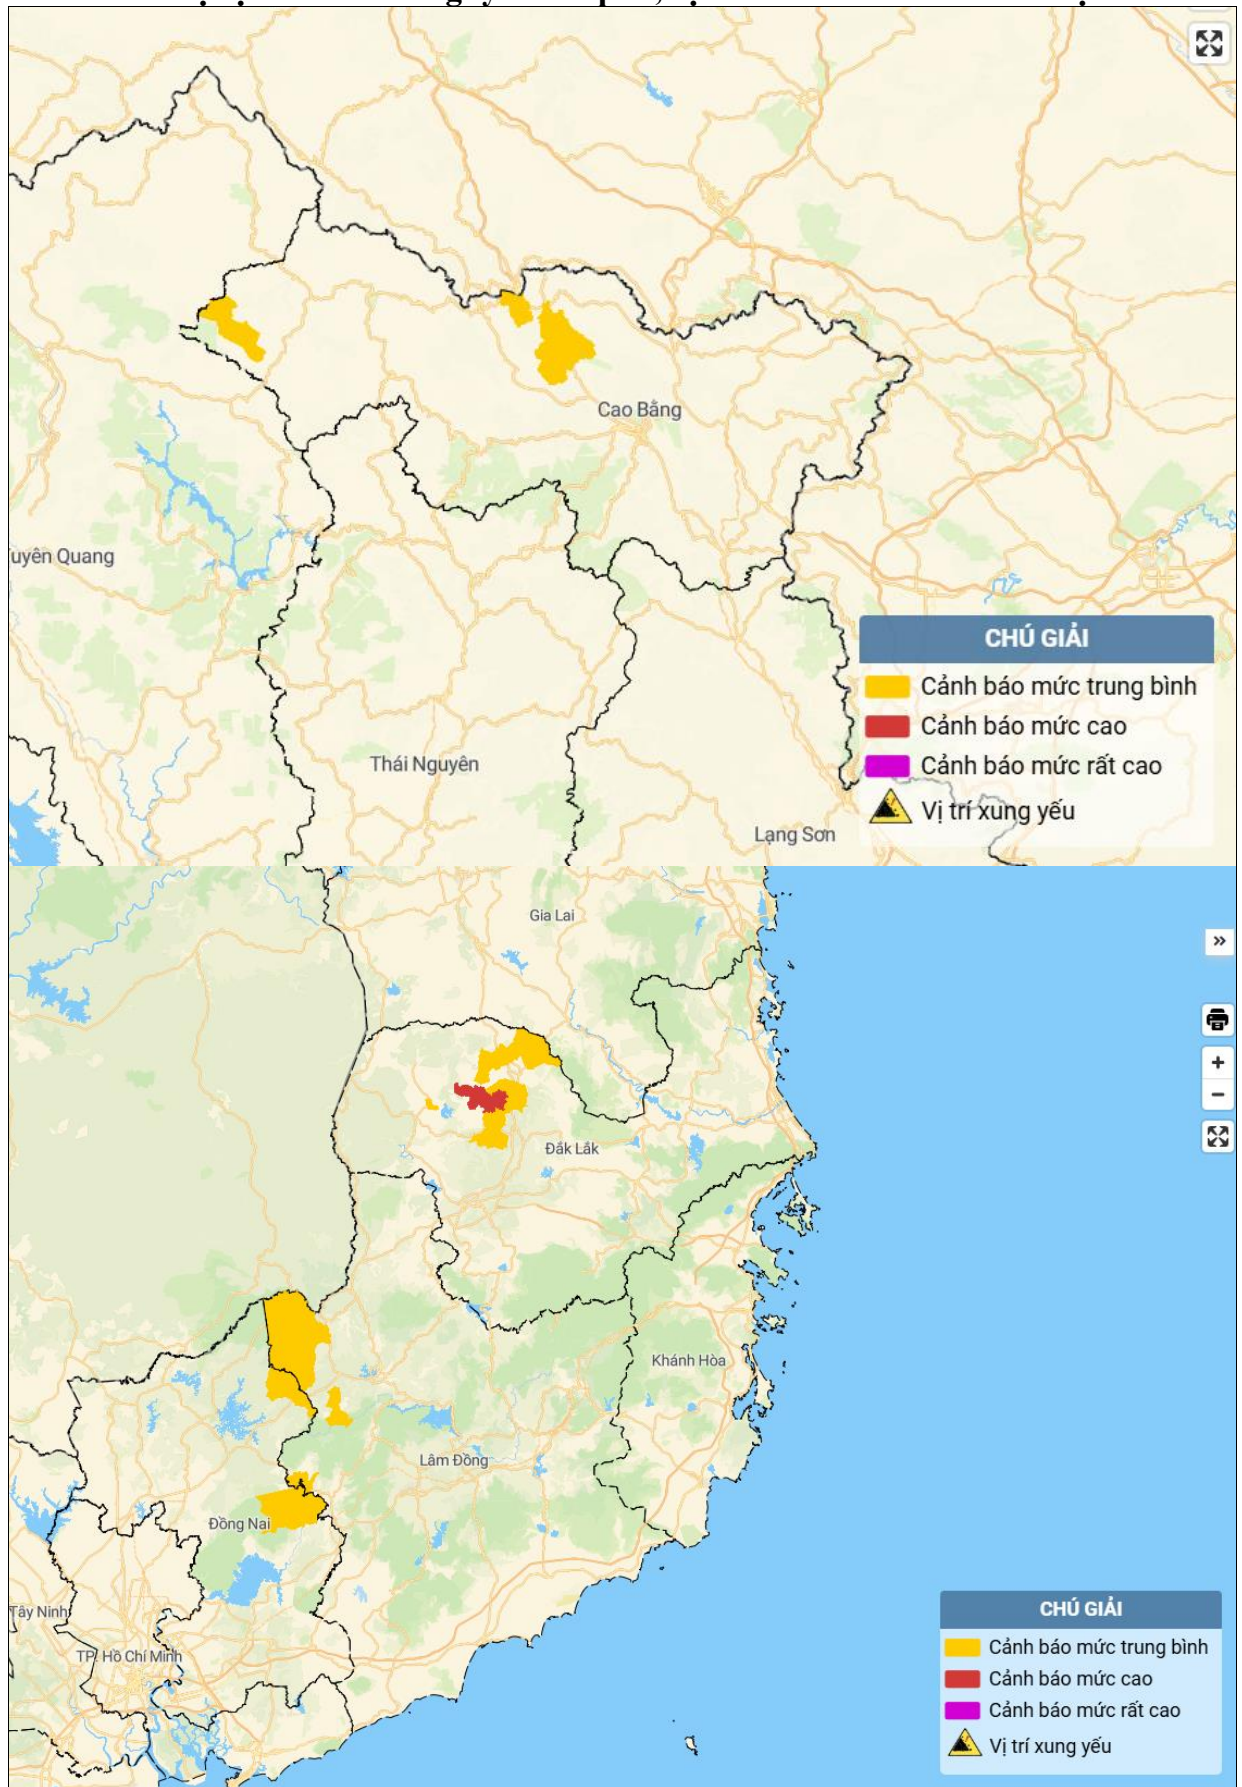 Cao Bằng
uyên Quang
CHÚ GIẢI
Cảnh báo mức trung bình
Cảnh báo mức cao
Cảnh báo mức rất cao
Vị trí xung yếu
Thái Nguyên
Lạng Sơn
Gia Lai
Đắk Lắk
Khánh Hòa
Lâm Đồng
Đồng Nai
Tây Ninh
TP. Hồ Chí Minh
CHÚ GIẢI
Cảnh báo mức trung bình
Cảnh báo mức cao
Cảnh báo mức rất cao
Vị trí xung yếu